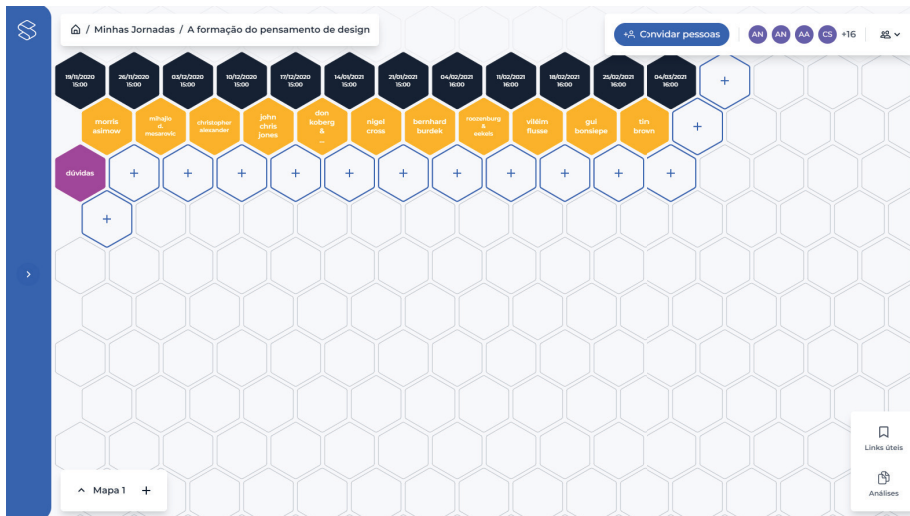 / Minhas Jornadas / A formação do pensamento de design
Convidar pessoas
AN AN AA CS +16
19/11/2020
15:00
26/11/2020
15:00
03/12/2020
15:00
10/12/2020
15:00
17/12/2020
15:00
14/01/2021
15:00
21/01/2021
15:00
04/02/2021
16:00
11/02/2021
16:00
18/02/2021
16:00
25/02/2021
16:00
04/03/2021
16:00
+
morris
asimow
mihajlo
d.
mesarovic
christopher
alexander
john
chris
jones
don
koberg
&
...
nigel
cross
bernhard
burdek
roozenburg
&
eekels
vilém
flusse
gui
bonsiepe
tin
brown
+
dúvidas
+ + + + + + + + + + +
+
Links úteis
Análises
Mapa 1 +